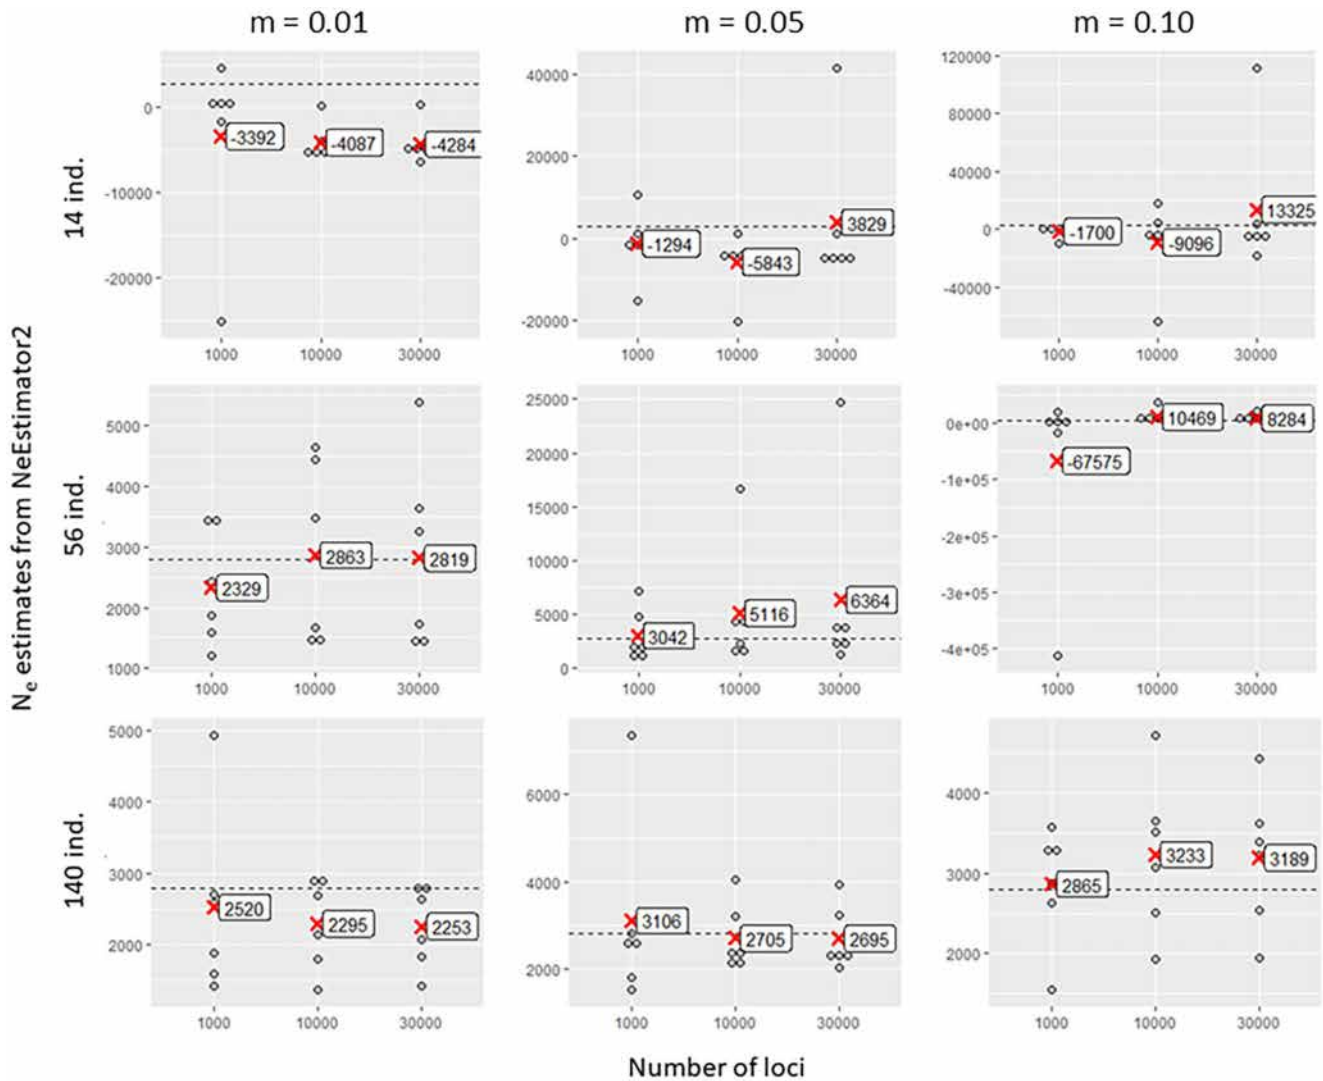 m = 0.01
m = 0.05
m = 0.10
Ne estimates from NeEstimator2
14 ind.
0
-10000
-20000
-3392
-4087
-4284
1000 10000 30000
40000
20000
0
-20000
-1294
-5843
3829
1000 10000 30000
120000
80000
40000
0
-40000
-1700
-9096
13325
1000 10000 30000
56 ind.
5000
4000
3000
2000
1000
2329
2863
2819
1000 10000 30000
25000
20000
15000
10000
5000
0
3042
5116
6364
1000 10000 30000
0e+00
-1e+05
-2e+05
-3e+05
-4e+05
-67575
10469
8284
1000 10000 30000
140 ind.
5000
4000
3000
2000
2520
2295
2253
1000 10000 30000
6000
4000
2000
3106
2705
2695
1000 10000 30000
4000
3000
2000
2865
3233
3189
1000 10000 30000
Number of loci